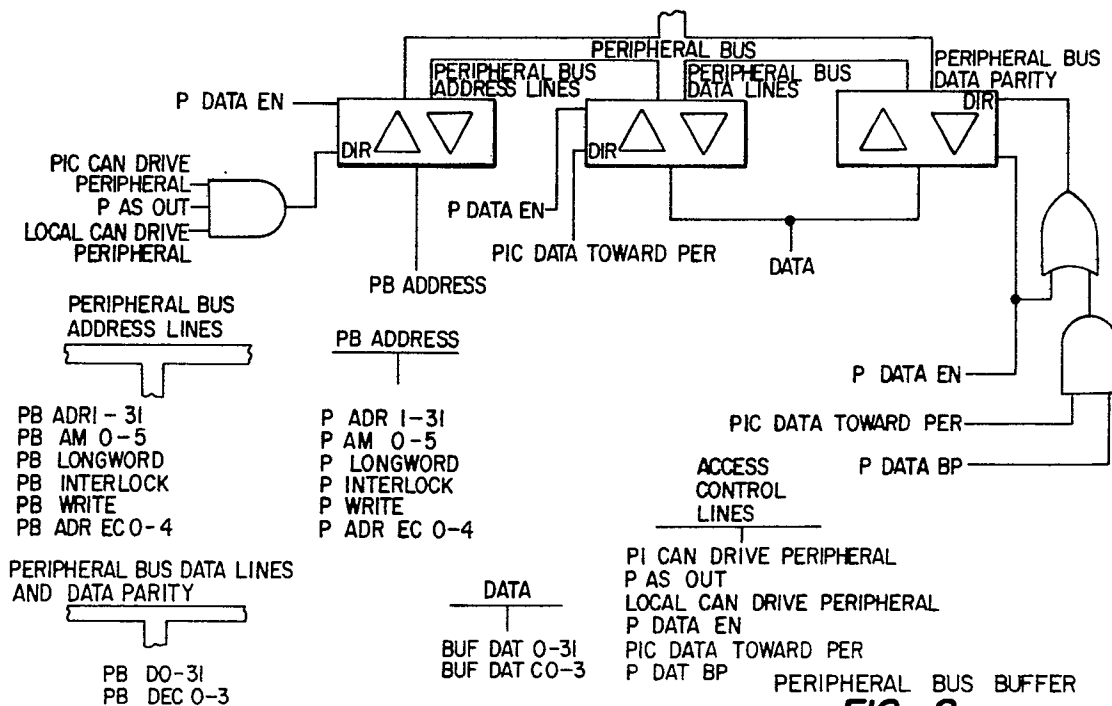 PERIPHERAL BUS
PERIPHERAL BUS
ADDRESS LINES
PERIPHERAL BUS
DATA LINES
PERIPHERAL BUS
DATA PARITY
P DATA EN
DIR
DIR
DIR
PIC CAN DRIVE
PERIPHERAL
P AS OUT
LOCAL CAN DRIVE
PERIPHERAL
P DATA EN
PIC DATA TOWARD PER
DATA
PB ADDRESS
P DATA EN
PIC DATA TOWARD PER
P DATA BP
PERIPHERAL BUS
ADDRESS LINES
PB ADR1-31
PB AM 0-5
PB LONGWORD
PB INTERLOCK
PB WRITE
PB ADR EC 0-4
PB ADDRESS
P ADR 1-31
P AM 0-5
P LONGWORD
P INTERLOCK
P WRITE
P ADR EC 0-4
PERIPHERAL BUS DATA LINES
AND DATA PARITY
PB DO-31
PB DEC 0-3
DATA
BUF DAT 0-31
BUF DAT CO-3
ACCESS
CONTROL
LINES
PI CAN DRIVE PERIPHERAL
P AS OUT
LOCAL CAN DRIVE PERIPHERAL
P DATA EN
PIC DATA TOWARD PER
P DAT BP
PERIPHERAL BUS BUFFER